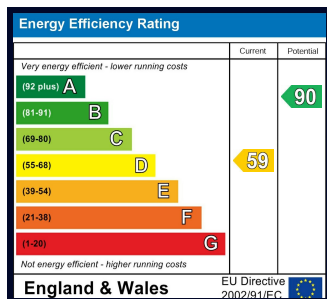 Energy Efficiency Rating
Current Potential
Very energy efficient - lower running costs
(92 plus) A
90
(81-91) B
(69-80) C
(55-68) D
59
(39-54) E
(21-38) F
(1-20) G
Not energy efficient - higher running costs
England & Wales
EU Directive
2002/91/EC